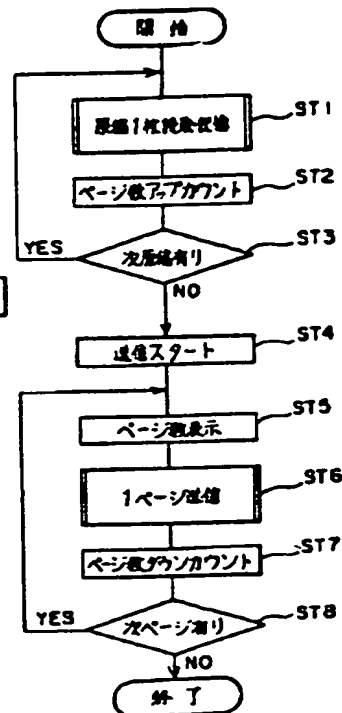 開始
原稿1枚読取記憶
ST1
ページ数アップカウント
ST2
次原稿有り
ST3
YES
NO
送信スタート
ST4
ページ数表示
ST5
1ページ送信
ST6
ページ数ダウンカウント
ST7
次ページ有り
ST8
YES
NO
終了